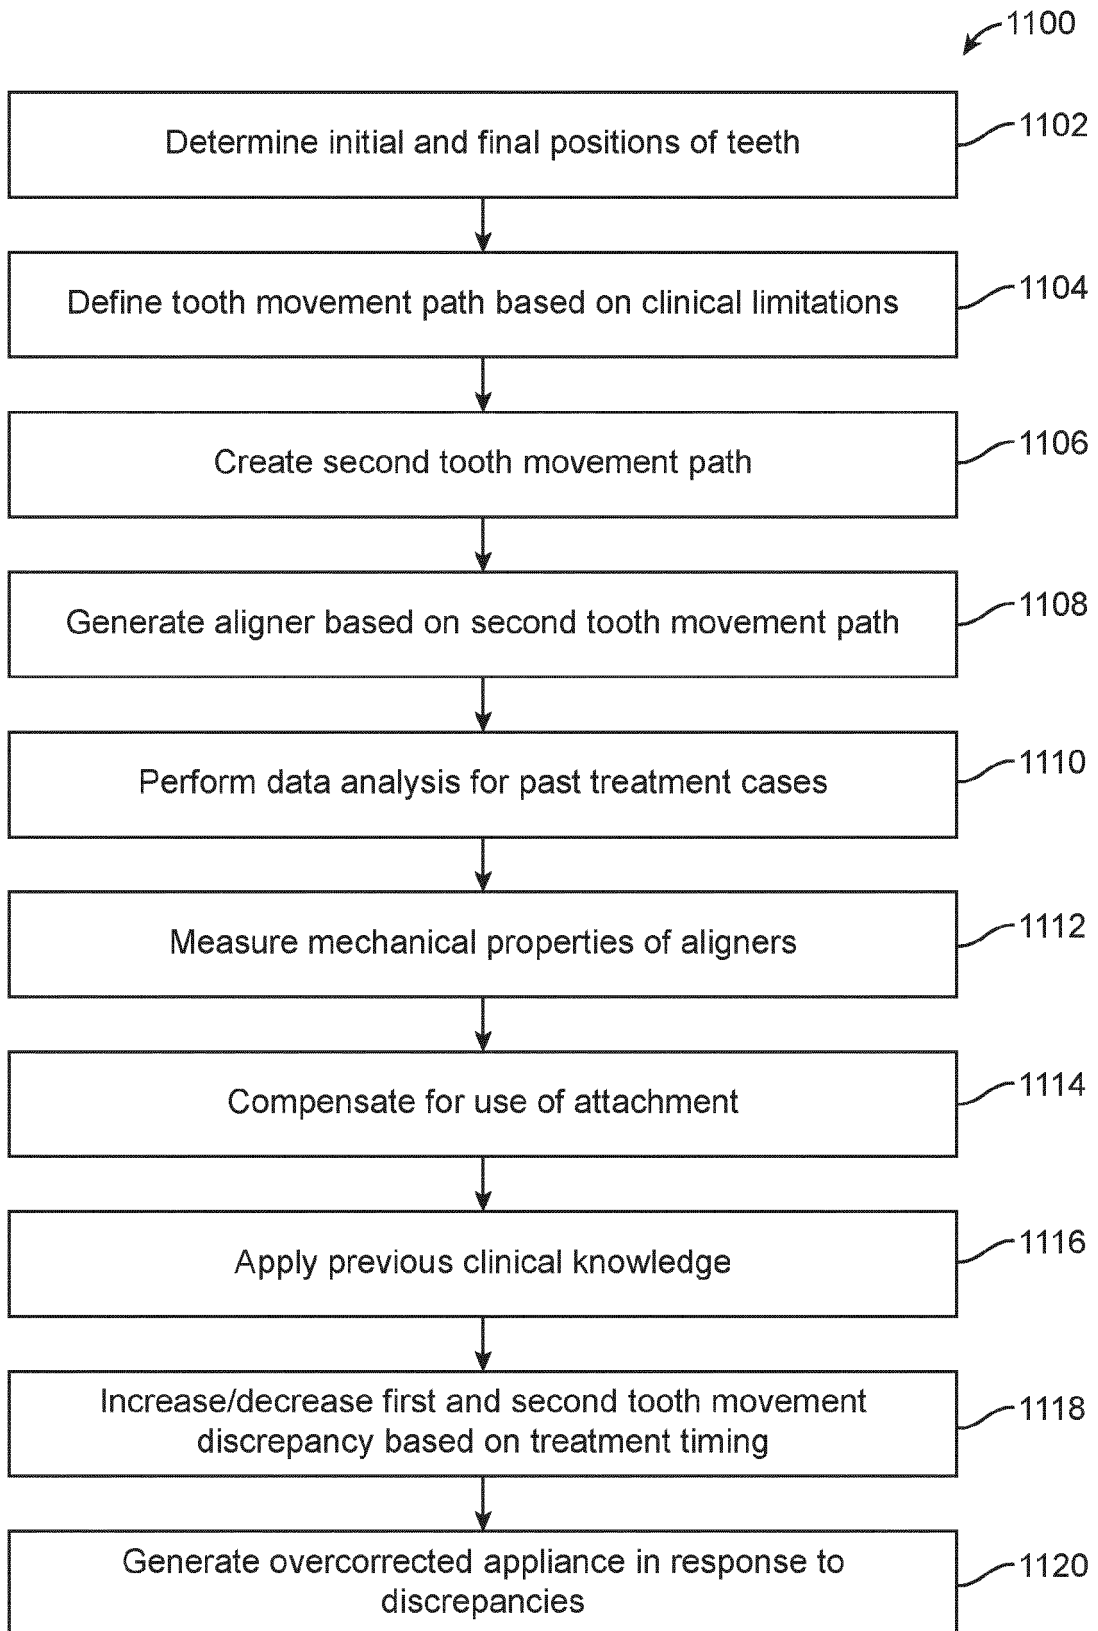 1100
Determine initial and final positions of teeth
1102
Define tooth movement path based on clinical limitations
1104
Create second tooth movement path
1106
Generate aligner based on second tooth movement path
1108
Perform data analysis for past treatment cases
1110
Measure mechanical properties of aligners
1112
Compensate for use of attachment
1114
Apply previous clinical knowledge
1116
Increase/decrease first and second tooth movement
discrepancy based on treatment timing
1118
Generate overcorrected appliance in response to
discrepancies
1120